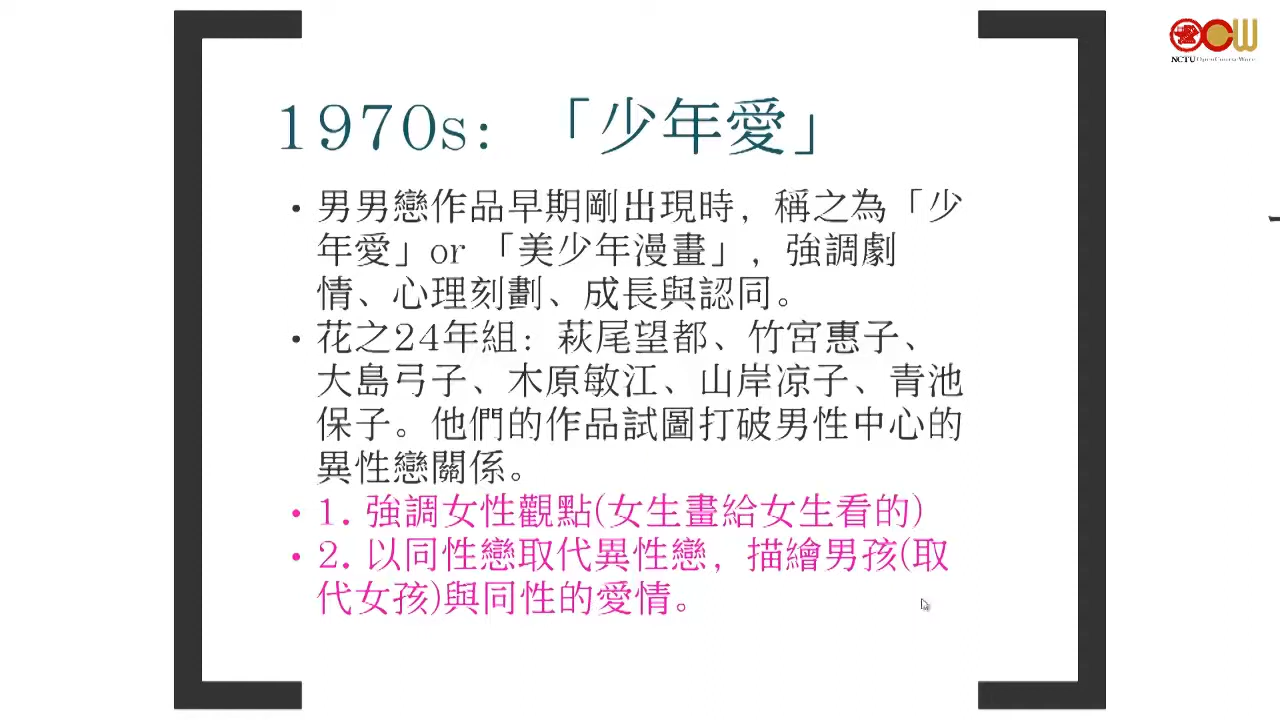 OCW
NCTU OpenCourseWare
1970s: 「少年愛」
• 男男戀作品早期剛出現時，稱之為「少
年愛」or 「美少年漫畫」，強調劇
情、心理刻劃、成長與認同。
• 花之24年組: 萩尾望都、竹宮惠子、
大島弓子、木原敏江、山岸凉子、青池
保子。他們的作品試圖打破男性中心的
異性戀關係。
• 1. 強調女性觀點(女生畫給女生看的)
• 2. 以同性戀取代異性戀，描繪男孩(取
代女孩)與同性的愛情。